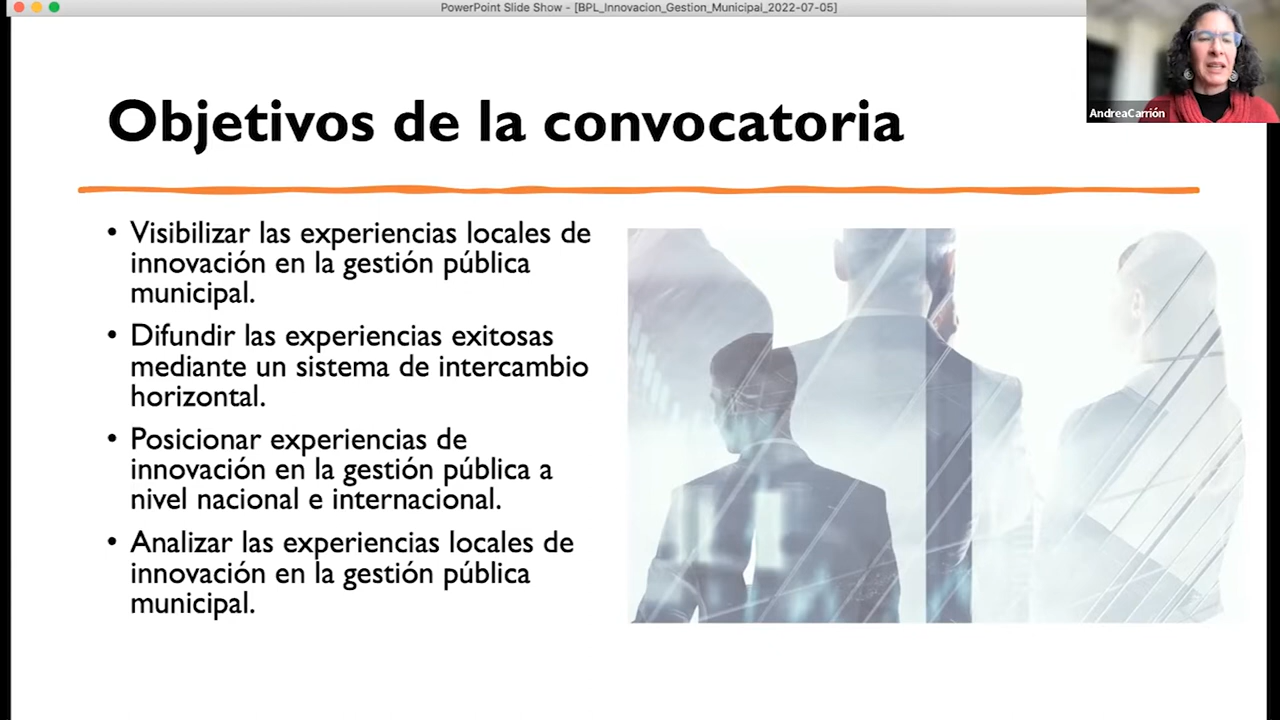 PowerPoint Slide Show - [BPL_Innovacion_Gestion_Municipal_2022-07-05]
AndreaCarrión
Objetivos de la convocatoria
• Visibilizar las experiencias locales de
innovación en la gestión pública
municipal.
• Difundir las experiencias exitosas
mediante un sistema de intercambio
horizontal.
• Posicionar experiencias de
innovación en la gestión pública a
nivel nacional e internacional.
• Analizar las experiencias locales de
innovación en la gestión pública
municipal.